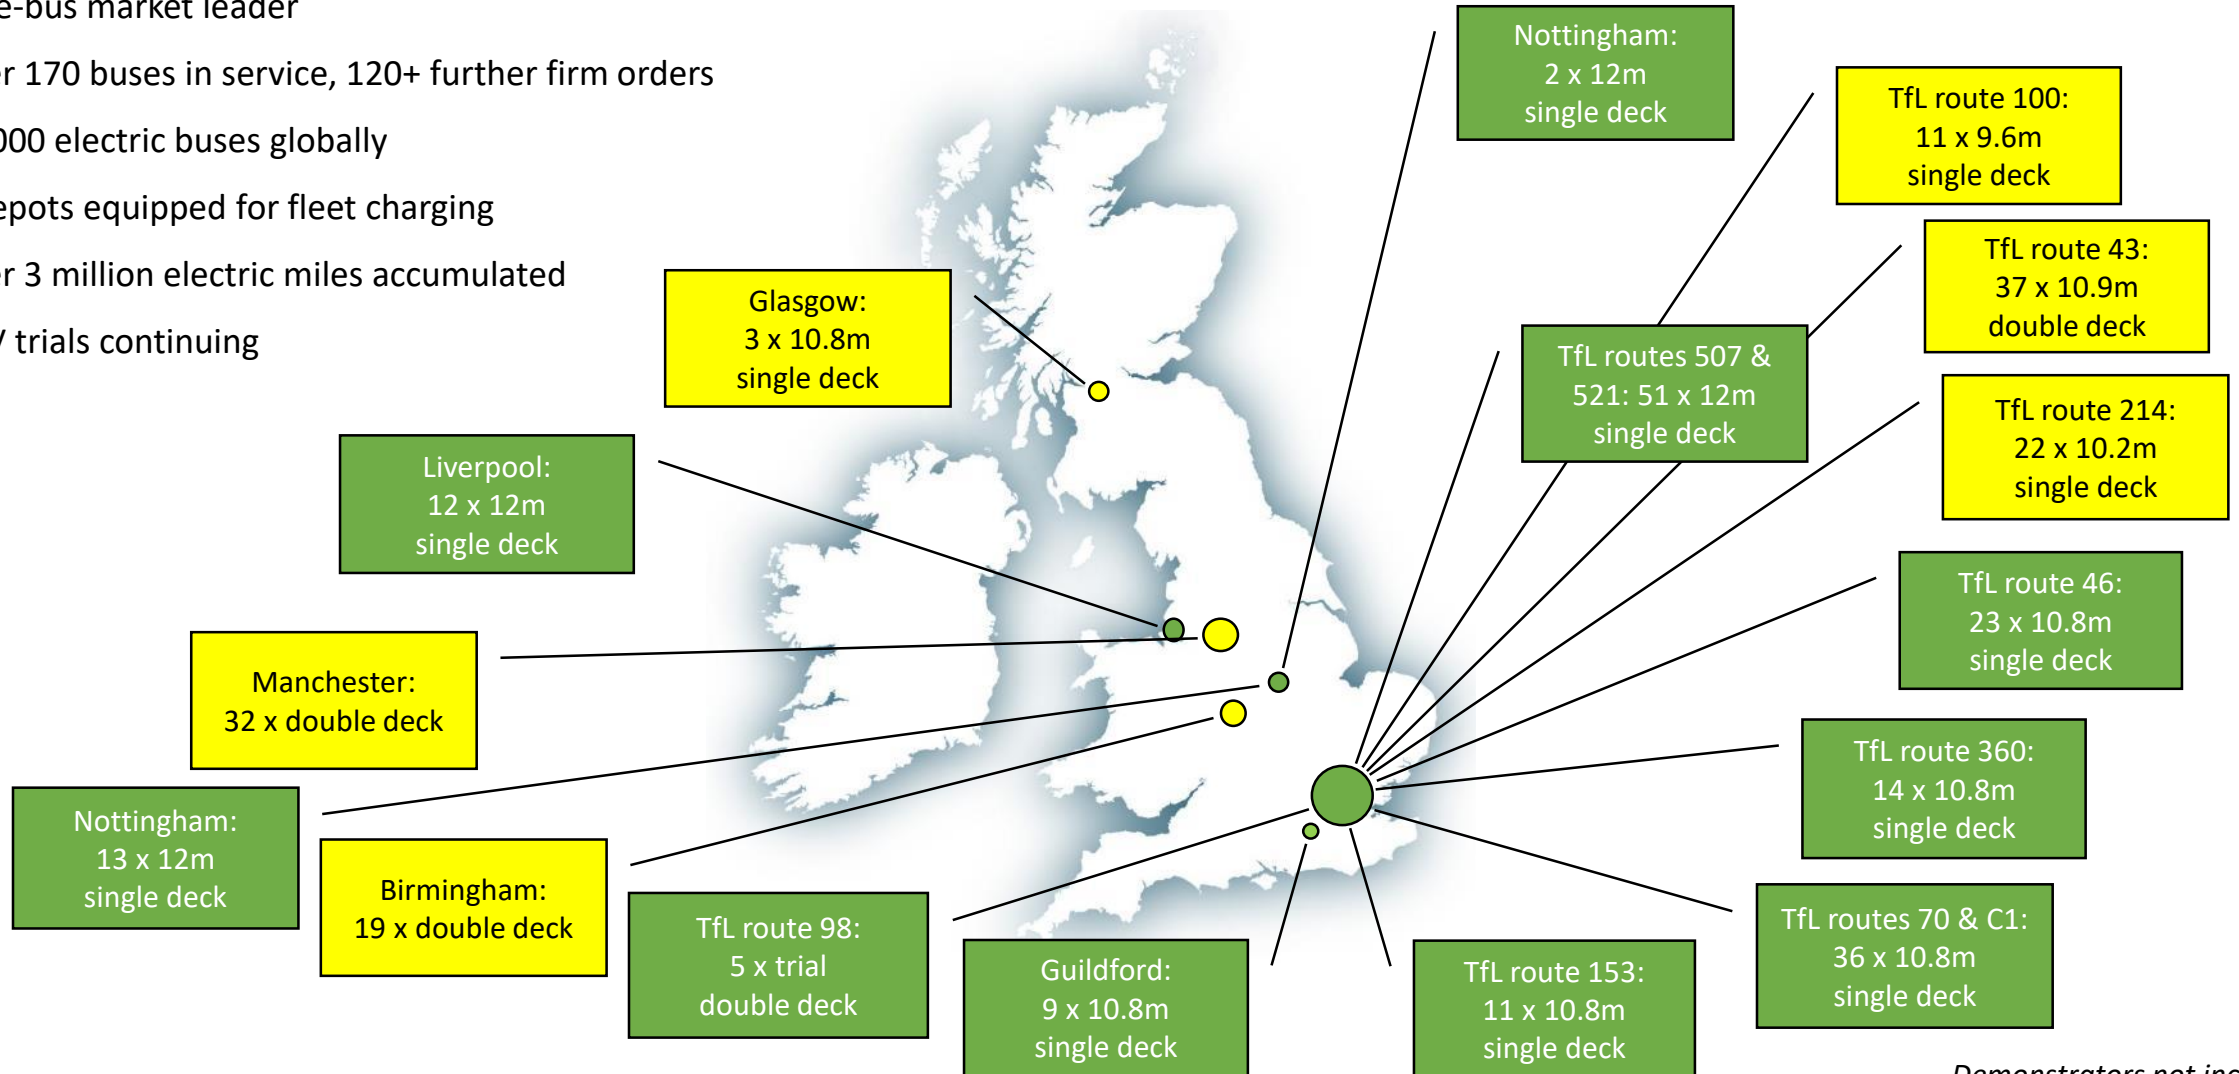 e-bus market leader
er 170 buses in service, 120+ further firm orders
000 electric buses globally
epots equipped for fleet charging
er 3 million electric miles accumulated
trials continuing
Nottingham:
2 x 12m
single deck
TfL route 100:
11 x 9.6m
single deck
TfL route 43:
37 x 10.9m
double deck
Glasgow:
3 x 10.8m
single deck
TfL routes 507 &
521: 51 x 12m
single deck
TfL route 214:
22 x 10.2m
single deck
Liverpool:
12 x 12m
single deck
TfL route 46:
23 x 10.8m
single deck
Manchester:
32 x double deck
TfL route 360:
14 x 10.8m
single deck
Nottingham:
13 x 12m
single deck
Birmingham:
19 x double deck
TfL route 98:
5 x trial
double deck
Guildford:
9 x 10.8m
single deck
TfL route 153:
11 x 10.8m
single deck
TfL routes 70 & C1:
36 x 10.8m
single deck
Demonstrators not inc